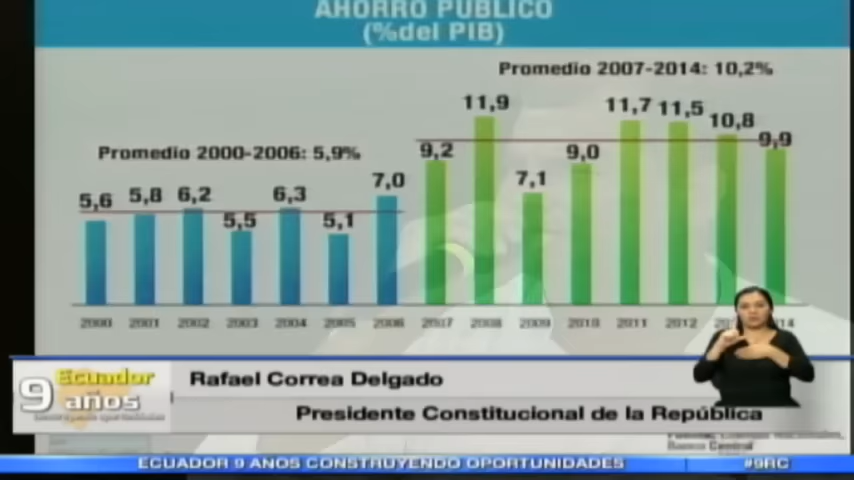 AHORRO PÚBLICO
(%del PIB)
Promedio 2007-2014: 10,2%
Promedio 2000-2006: 5,9%
5,6 5,8 6,2 5,5 6,3 5,1 7,0 9,2 11,9 7,1 9,0 11,7 11,5 10,8 9,9
2000 2001 2002 2003 2004 2005 2006 2007 2008 2009 2010 2011 2012
Ecuador
9 años
construyendo oportunidades
Rafael Correa Delgado
Presidente Constitucional de la República
Banco Central
ECUADOR 9 AÑOS CONSTRUYENDO OPORTUNIDADES #9RC